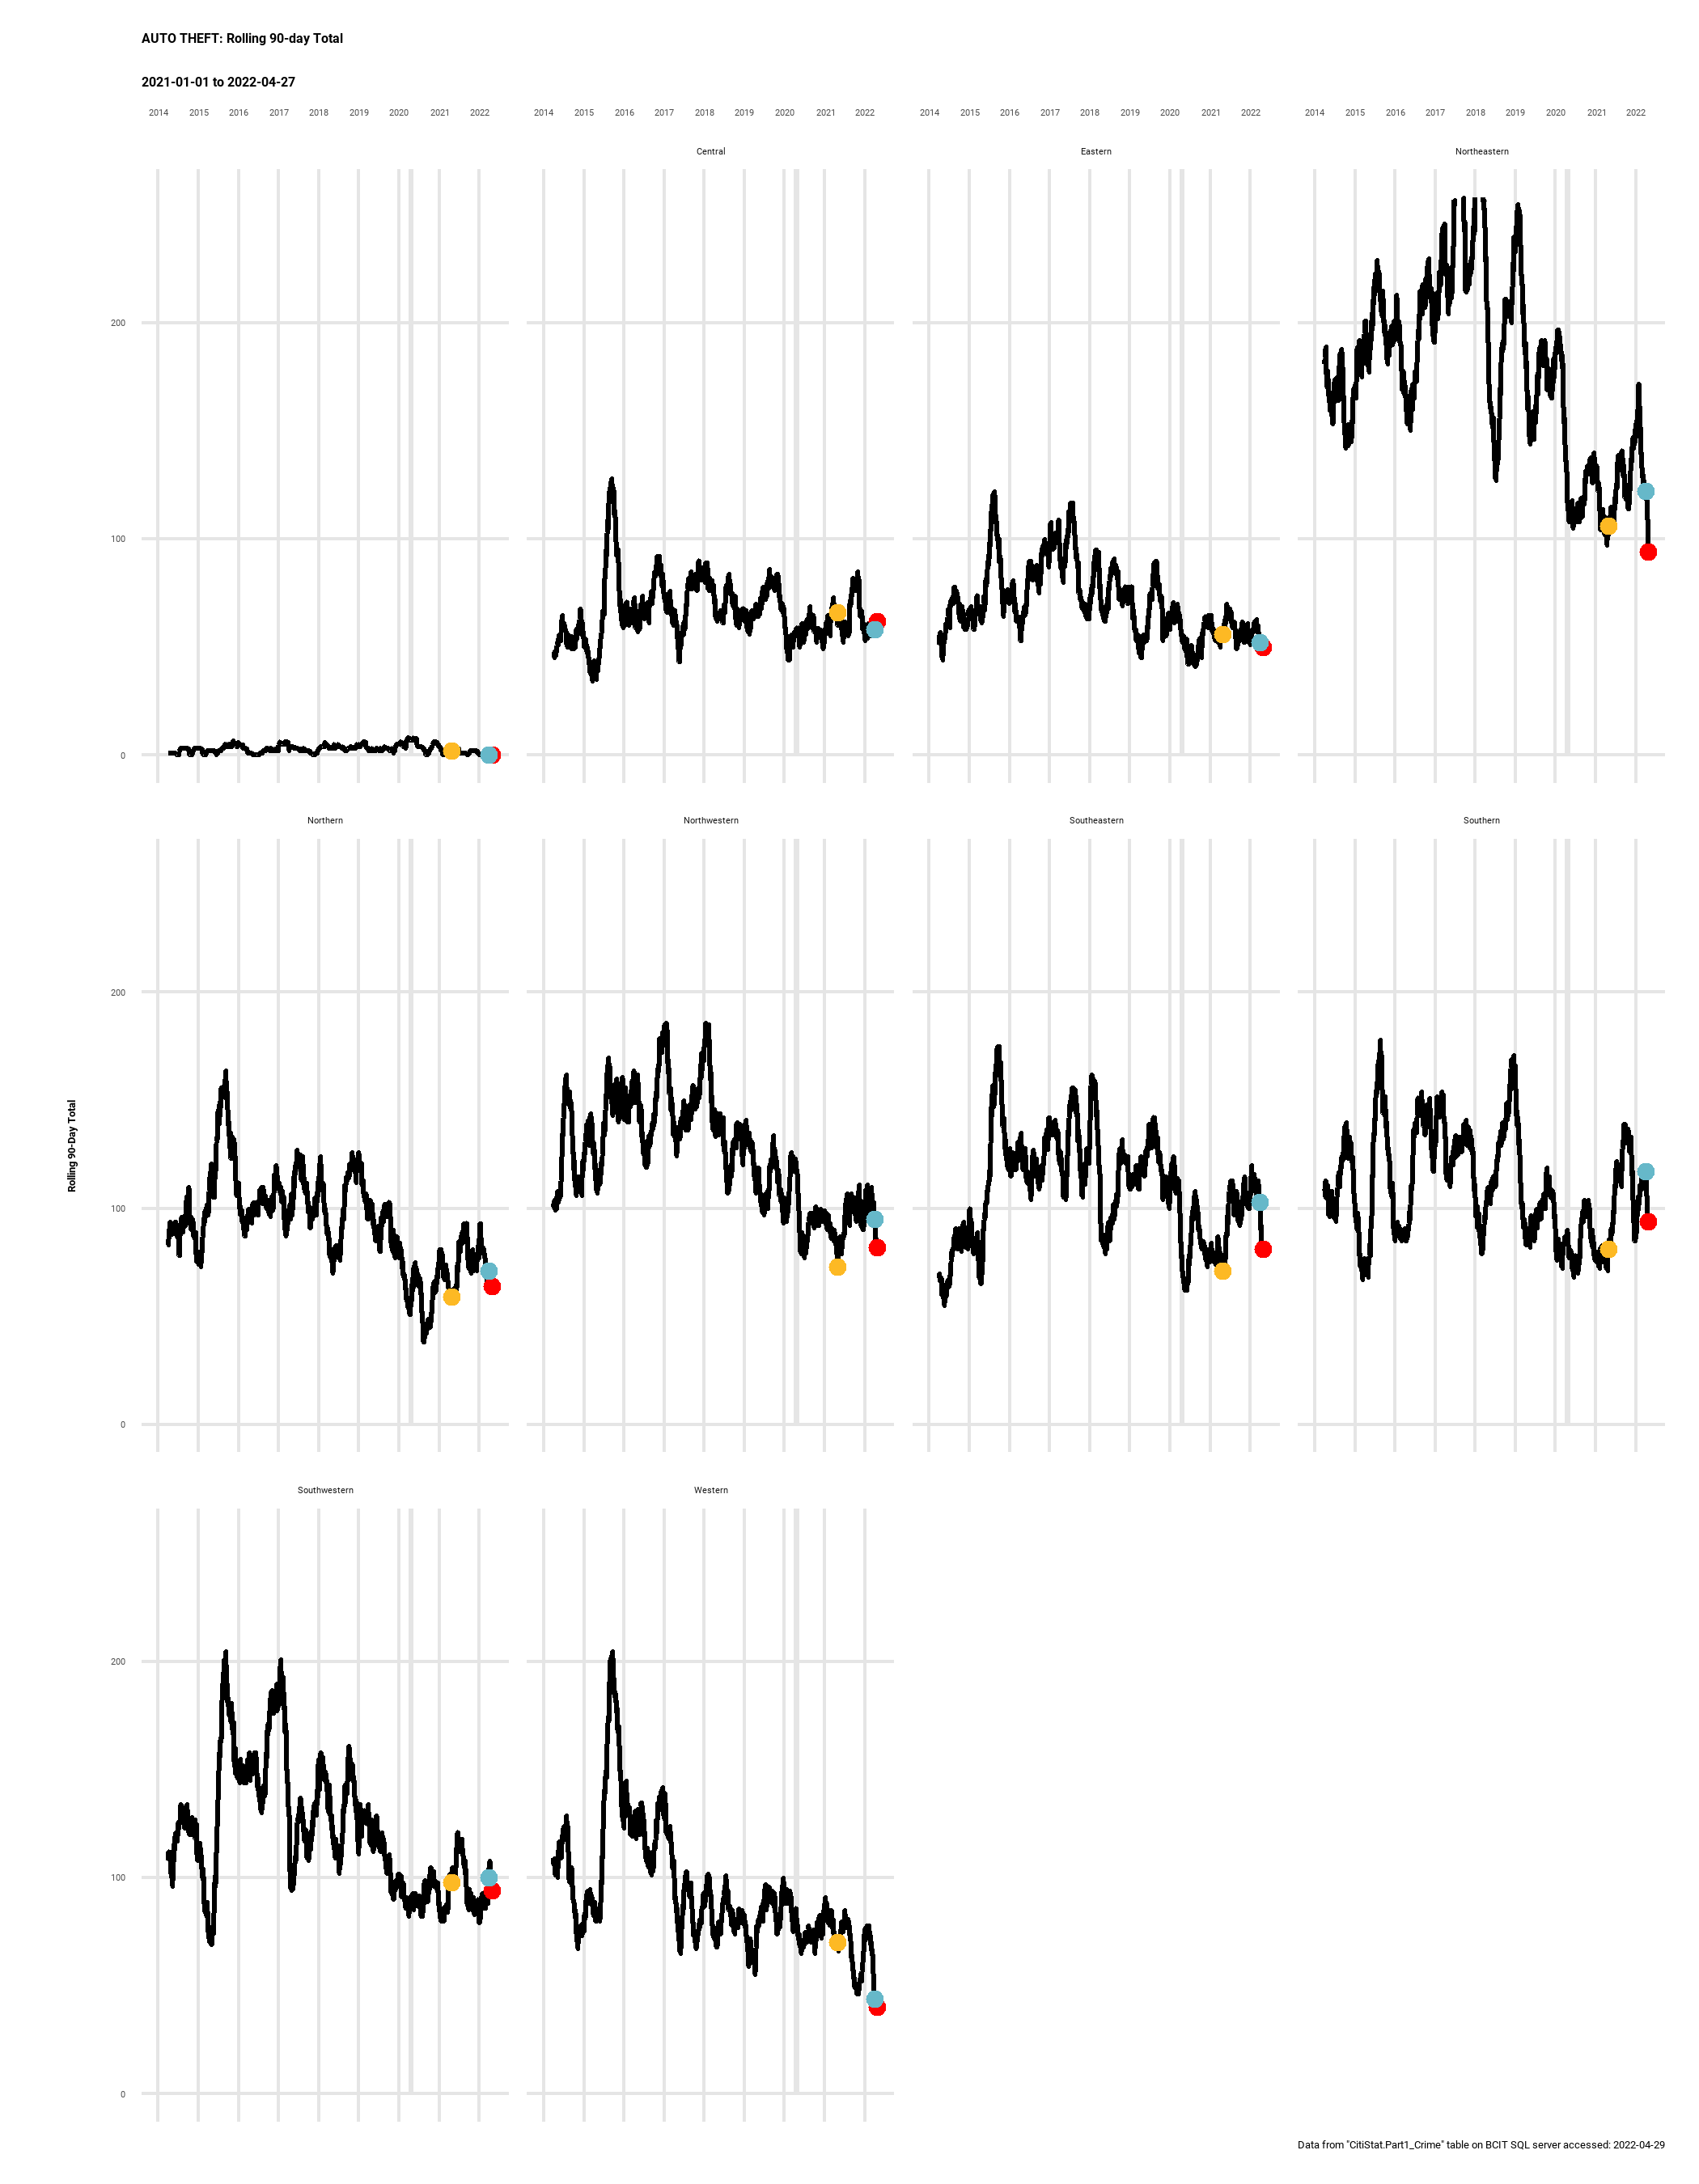 AUTO THEFT: Rolling 90-day Total
2021-01-01 to 2022-04-27
2014 2015 2016 2017 2018 2019 2020 2021 2022 2014 2015 2016 2017 2018 2019 2020 2021 2022 2014 2015 2016 2017 2018 2019 2020 2021 2022 2014 2015 2016 2017 2018 2019 2020 2021 2022
Central Eastern Northeastern
200
100
0
Northern Northwestern Southeastern Southern
200
Rolling 90-Day Total
100
0
Southwestern Western
200
100
0
Data from "CitiStat.Part1_Crime" table on BCIT SQL server accessed: 2022-04-29